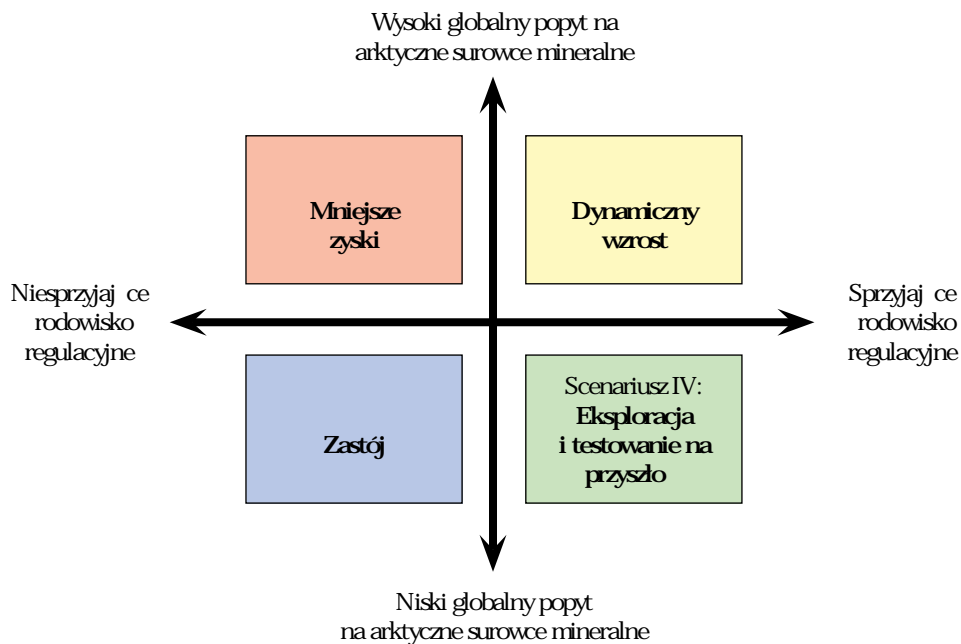 Wysoki globalny popyt na
arktyczne surowce mineralne
Mniejsze
zyski
Dynamiczny
wzrost
Niesprzyjaj ce
rodowisko
regulacyjne
Sprzyjaj ce
rodowisko
regulacyjne
Zastój
Scenariusz IV:
Eksploracja
i testowanie na
przyszło
Niski globalny popyt
na arktyczne surowce mineralne